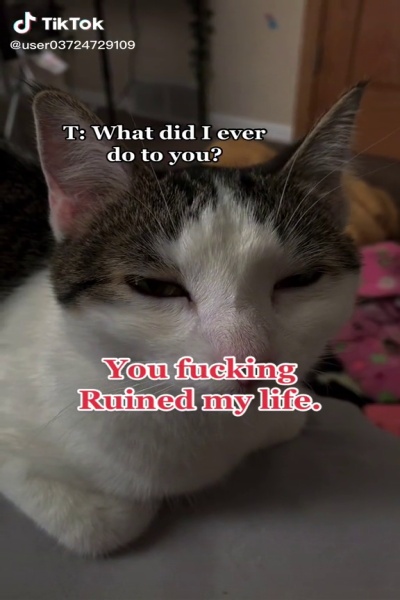 TikTok
@user03724729109
T: What did I ever
do to you?
You fucking
Ruined my life.